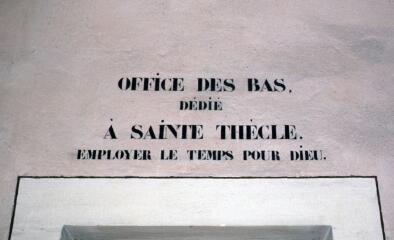 OFFICE DES BAS,
DÉDIÉ
À SAINTE THÈCLE.
EMPLOYER LE TEMPS POUR DIEU.